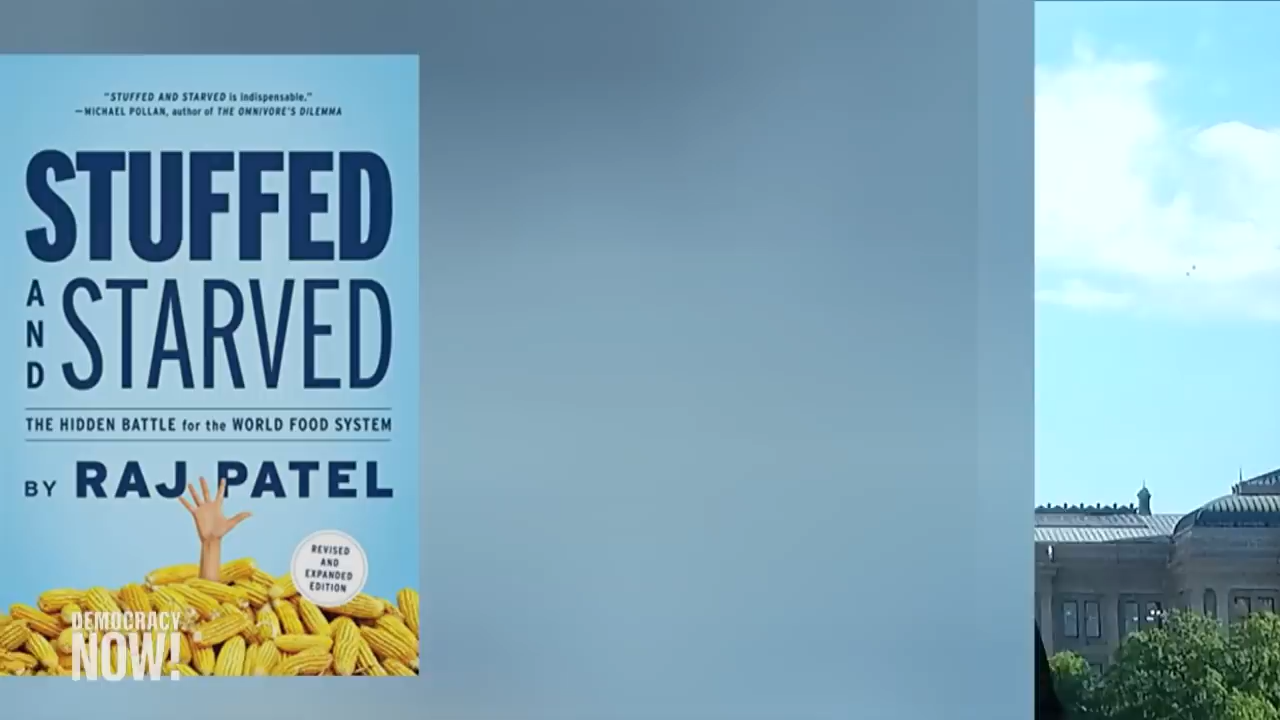 "STUFFED AND STARVED is indispensable."
—MICHAEL POLLAN, author of THE OMNIVORE'S DILEMMA
STUFFED
AND
STARVED
THE HIDDEN BATTLE for the WORLD FOOD SYSTEM
BY RAJ PATEL
REVISED
AND
EXPANDED
EDITION
DEMOCRACY
NOW!